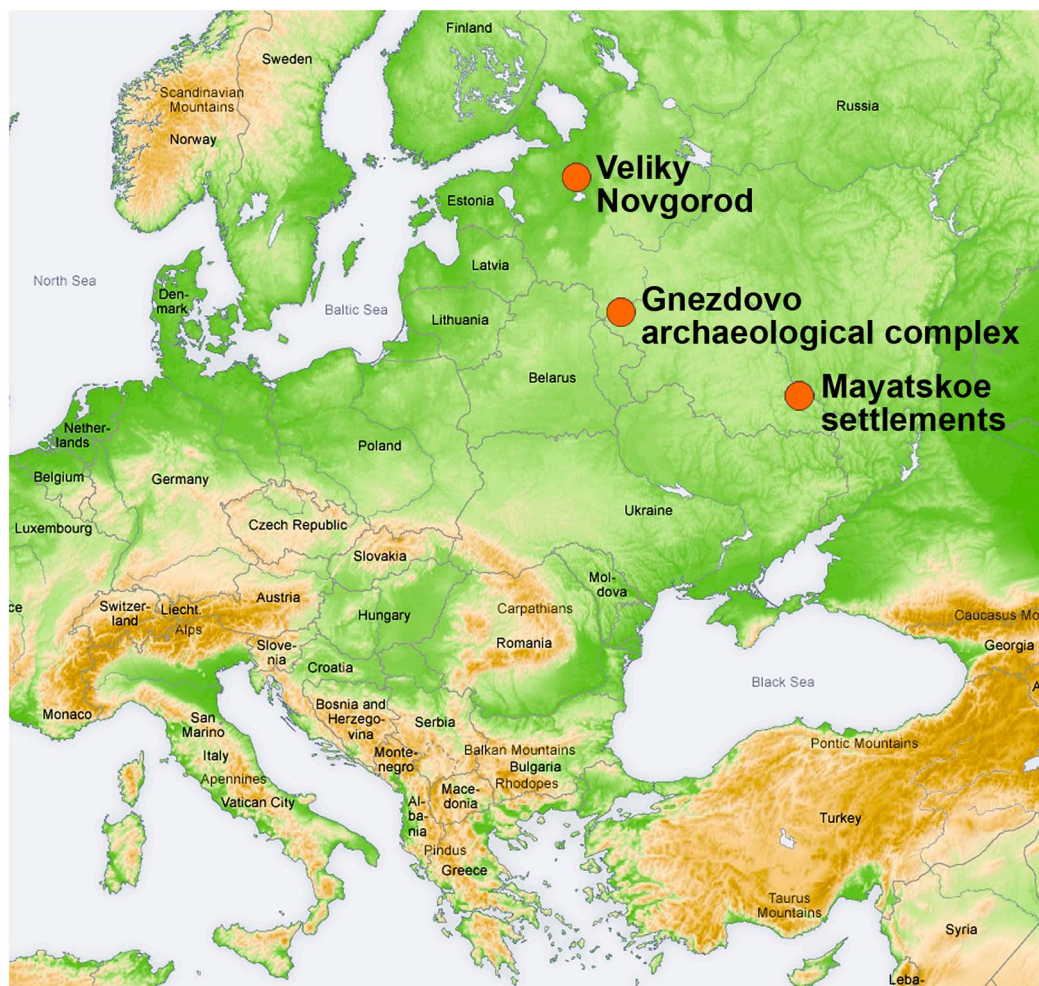 Finland
Sweden
Scandinavian
Mountains
Norway
Russia
Veliky
Novgorod
Estonia
Latvia
North Sea
Den-
mark
Baltic Sea
Lithuania
Gnezdovo
archaeological complex
Belarus
Mayatskoe
settlements
Nether-
lands
Poland
Belgium
Germany
Ukraine
Luxembourg
Czech Republic
Slovakia
Mol-
dova
ce
Switzer-
land
Liecht.
Alps
Austria
Hungary
Carpathians
Romania
Caucasus Mo
Georgia
A
Slove-
nia
Croatia
Black Sea
Monaco
San
Marino
Bosnia and
Herzego-
vina
Serbia
Italy
Monte-
negro
Balkan Mountains
Bulgaria
Rhodopes
Pontic Mountains
Apennines
Vatican City
Al-
ba-
nia
Mace-
donia
Turkey
Pindus
Greece
Taurus
Mountains
Syria
Leba-